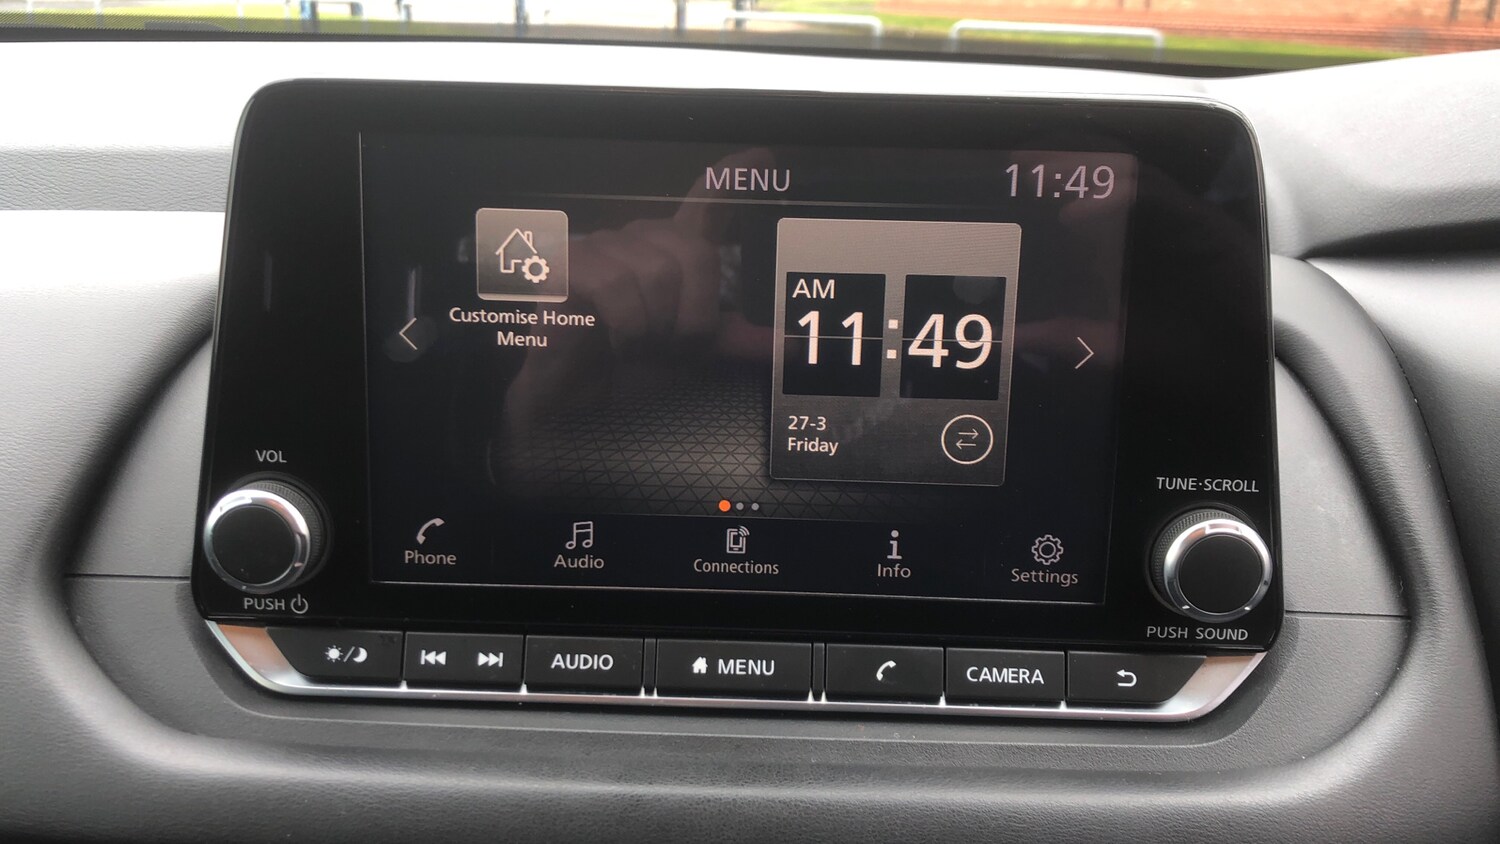 MENU
11:49
Customise Home
Menu
AM
11:49
27-3
Friday
VOL
PUSH
TUNE·SCROLL
PUSH SOUND
Phone
Audio
Connections
Info
Settings
AUDIO
MENU
CAMERA